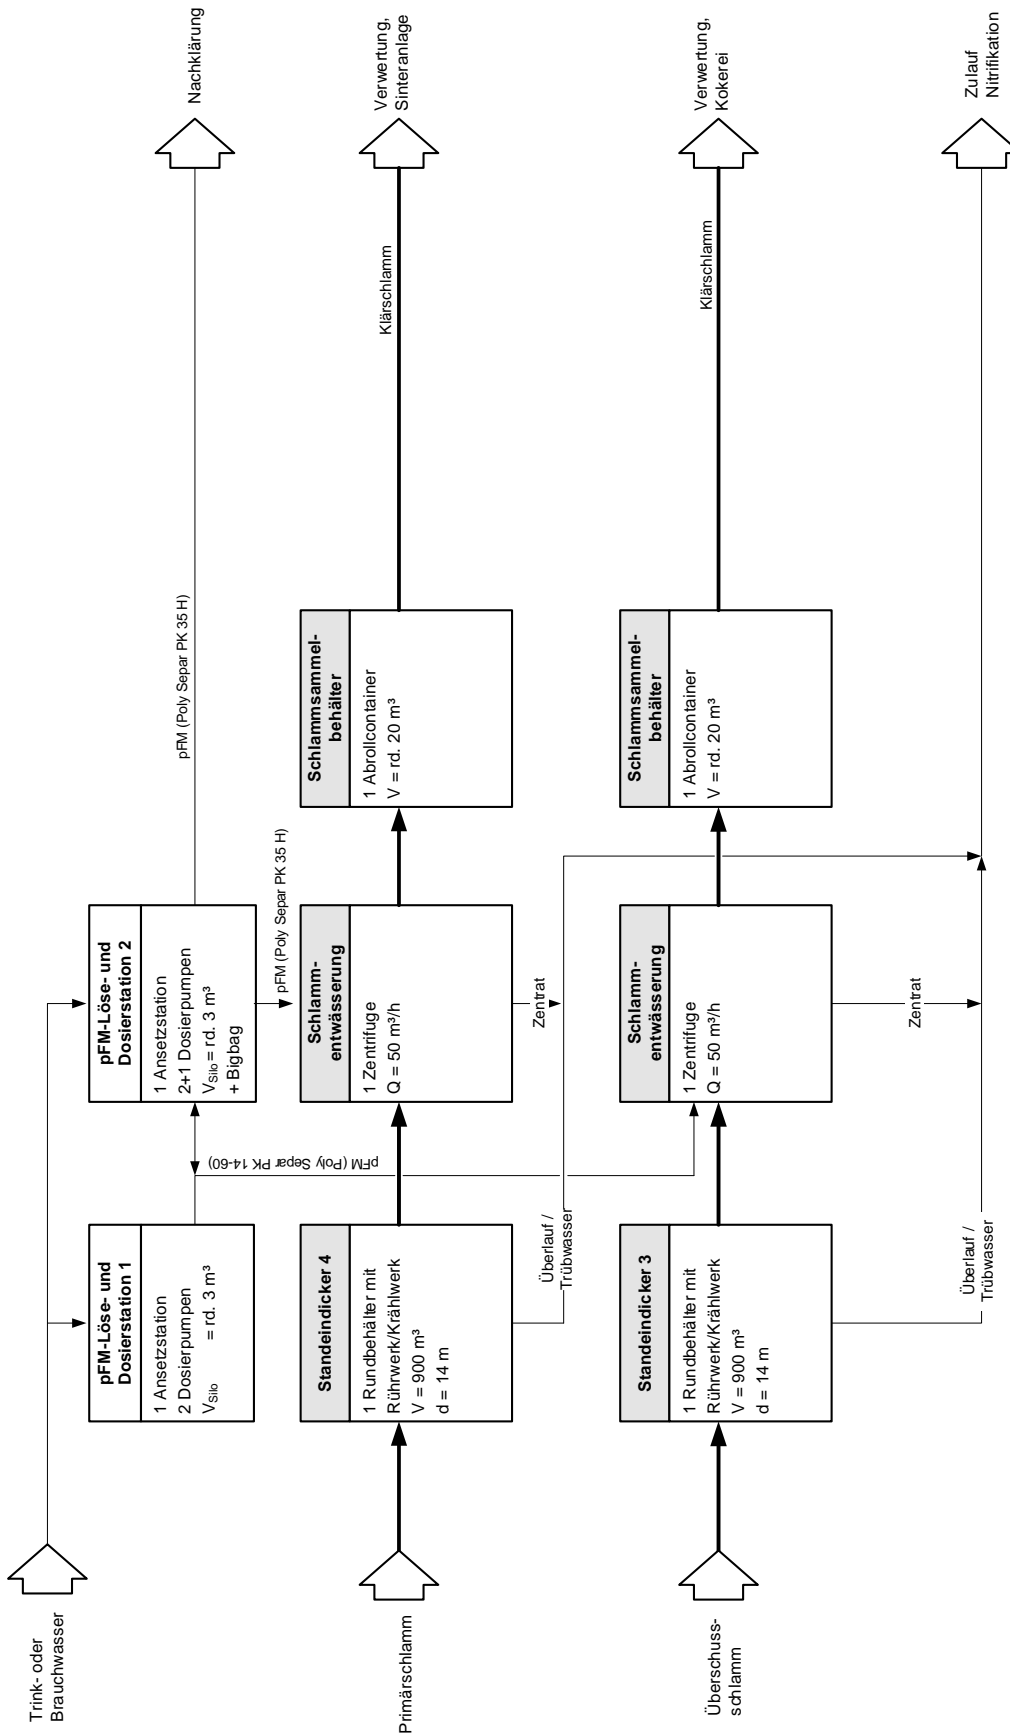 Trink- oder
Brauchwasser
pFM-Löse- und
Dosierstation 1
1 Ansetzstation
2 Dosierpumpen
VSilo = rd. 3 m³
pFM-Löse- und
Dosierstation 2
1 Ansetzstation
2+1 Dosierpumpen
VSilo = rd. 3 m³
+ Bigbag
pFM (Poly Separ PK 35 H)
Nachklärung
pFM (Poly Separ PK 14-60)
pFM (Poly Separ PK 35 H)
Primärschlamm
Standeindicker 4
1 Rundbehälter mit
Rührwerk/Krählwerk
V = 900 m³
d = 14 m
Schlamm-
entwässerung
1 Zentrifuge
Q = 50 m³/h
Schlammsammel-
behälter
1 Abrollcontainer
V = rd. 20 m³
Klärschlamm
Verwertung,
Sinteranlage
Überlauf /
Trübwasser
Zentrat
Überschuss-
schlamm
Standeindicker 3
1 Rundbehälter mit
Rührwerk/Krählwerk
V = 900 m³
d = 14 m
Schlamm-
entwässerung
1 Zentrifuge
Q = 50 m³/h
Schlammsammel-
behälter
1 Abrollcontainer
V = rd. 20 m³
Klärschlamm
Verwertung,
Kokerei
Überlauf /
Trübwasser
Zentrat
Zulauf
Nitrifikation